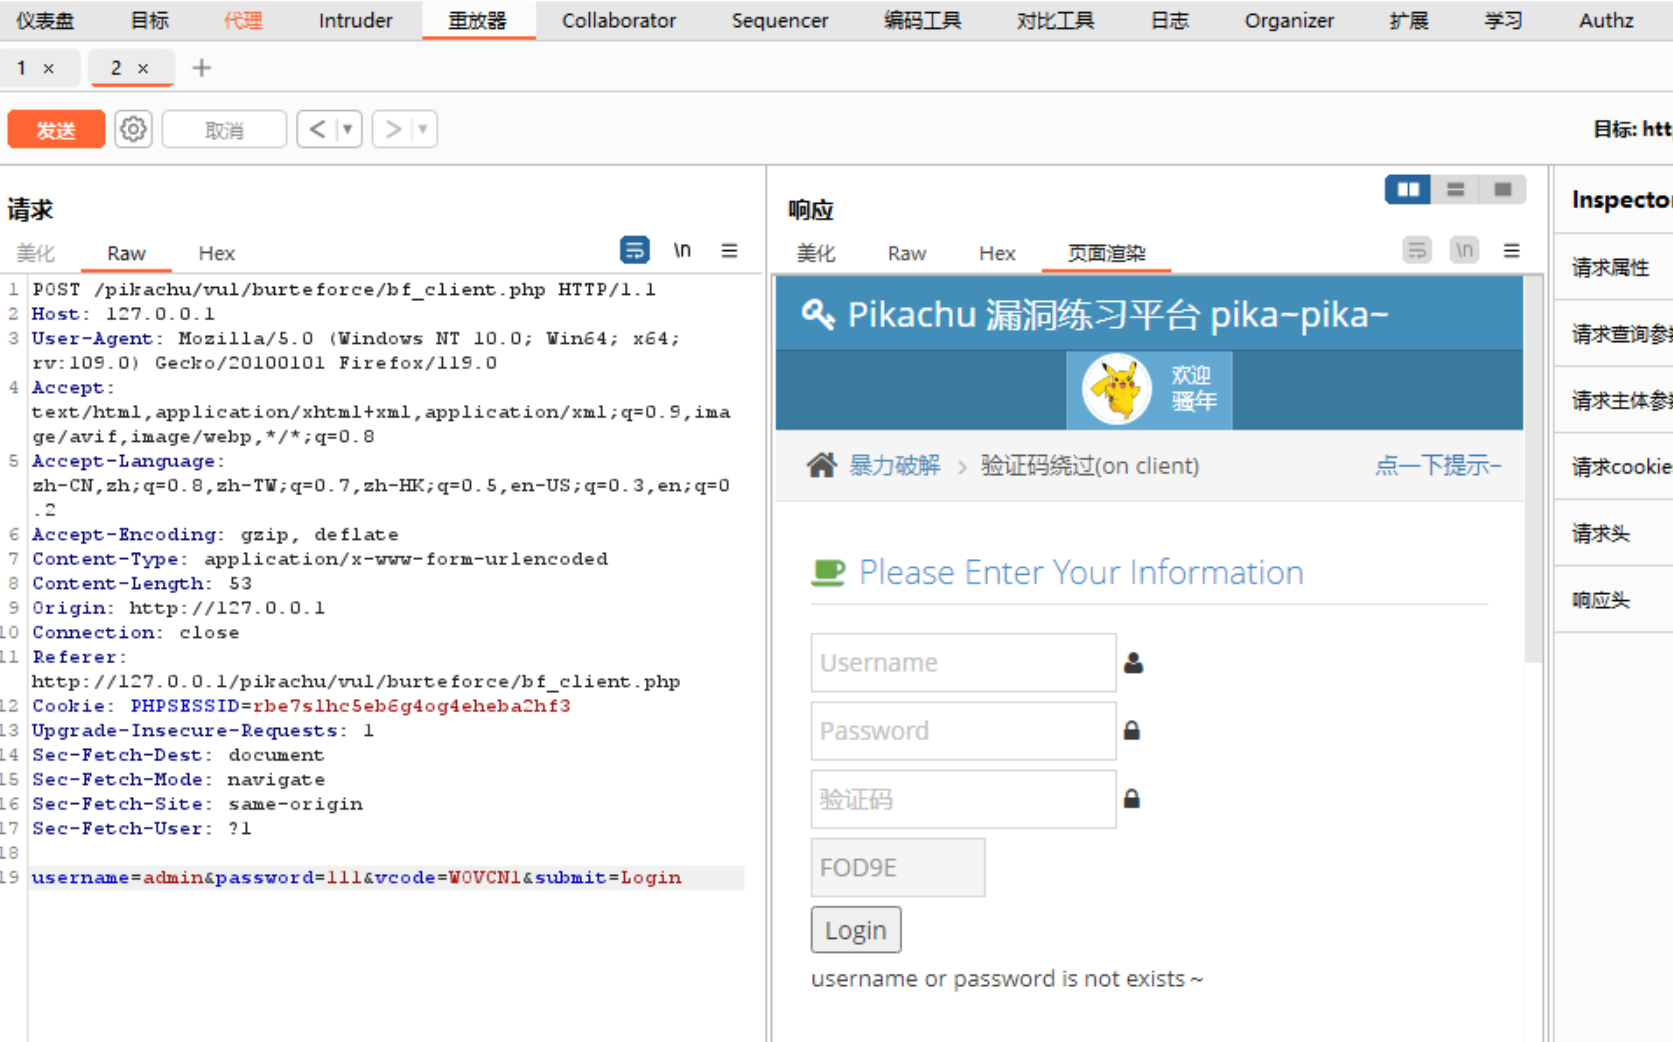 仪表盘 目标 代理 Intruder 重放器 Collaborator Sequencer 编码工具 对比工具 日志 Organizer 扩展 学习 Authz
1 × 2 × +
发送 取消 < >
目标: htt
请求
美化 Raw Hex \n
1 POST /pikachu/vul/burteforce/bf_client.php HTTP/1.1
2 Host: 127.0.0.1
3 User-Agent: Mozilla/5.0 (Windows NT 10.0; Win64; x64;
rv:109.0) Gecko/20100101 Firefox/119.0
4 Accept:
text/html,application/xhtml+xml,application/xml;q=0.9,ima
ge/avif,image/webp,*/*;q=0.8
5 Accept-Language:
zh-CN,zh;q=0.8,zh-TW;q=0.7,zh-HK;q=0.5,en-US;q=0.3,en;q=0
.2
6 Accept-Encoding: gzip, deflate
7 Content-Type: application/x-www-form-urlencoded
8 Content-Length: 53
9 Origin: http://127.0.0.1
10 Connection: close
11 Referer:
http://127.0.0.1/pikachu/vul/burteforce/bf_client.php
12 Cookie: PHPSESSID=rbe7slhc5eb6g4og4eheba2hf3
13 Upgrade-Insecure-Requests: 1
14 Sec-Fetch-Dest: document
15 Sec-Fetch-Mode: navigate
16 Sec-Fetch-Site: same-origin
17 Sec-Fetch-User: ?1
18
19 username=admin&password=111&vcode=W0VCN1&submit=Login
响应
美化 Raw Hex 页面渲染 \n
Pikachu 漏洞练习平台 pika~pika~
欢迎
骚年
暴力破解 > 验证码绕过(on client) 点一下提示~
Please Enter Your Information
Username
Password
验证码
FOD9E
Login
username or password is not exists～
Inspector
请求属性
请求查询参数
请求主体参数
请求cookie
请求头
响应头